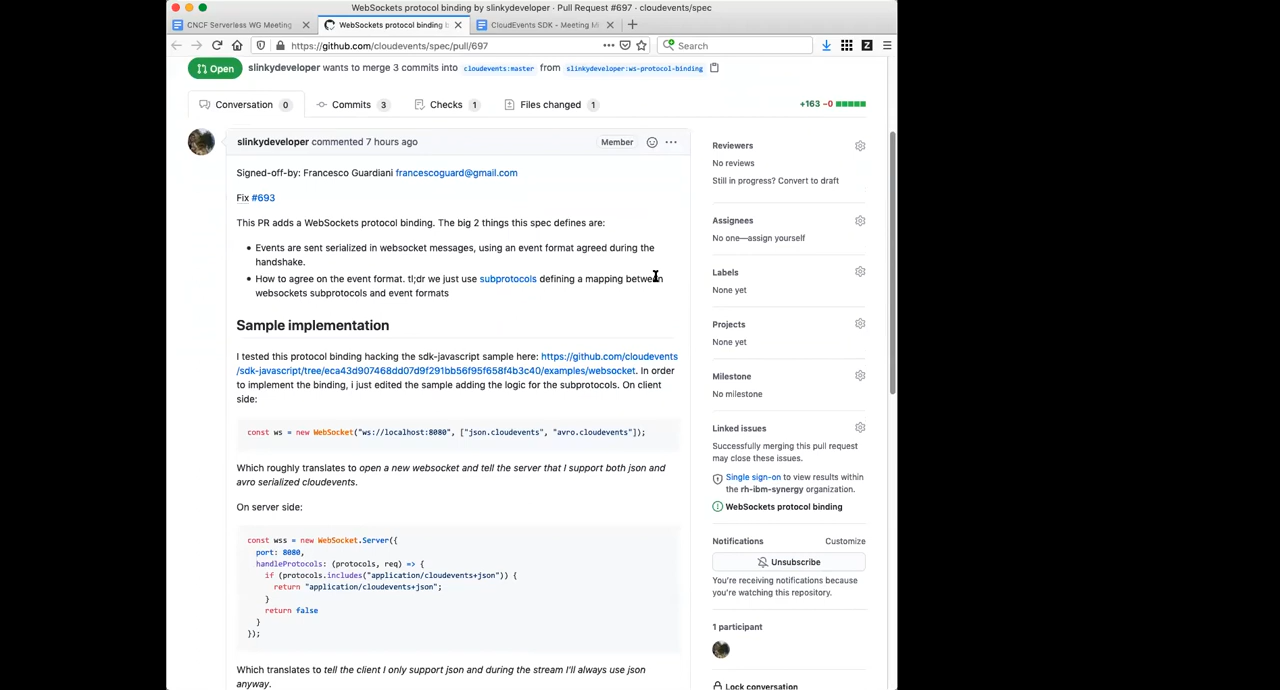 WebSockets protocol binding by slinkydeveloper · Pull Request #697 · cloudevents/spec
CNCF Serverless WG Meeting
WebSockets protocol binding
CloudEvents SDK - Meeting M
https://github.com/cloudevents/spec/pull/697
Search
Open
slinkydeveloper wants to merge 3 commits into cloudevents:master from slinkydeveloper:ws-protocol-binding
Conversation 0
Commits 3
Checks 1
Files changed 1
+163 −0
slinkydeveloper commented 7 hours ago
Member
Signed-off-by: Francesco Guardiani francescoguard@gmail.com
Fix #693
This PR adds a WebSockets protocol binding. The big 2 things this spec defines are:
• Events are sent serialized in websocket messages, using an event format agreed during the
handshake.
• How to agree on the event format. tl;dr we just use subprotocols defining a mapping between
websockets subprotocols and event formats
Sample implementation
I tested this protocol binding hacking the sdk-javascript sample here: https://github.com/cloudevents
/sdk-javascript/tree/eca43d907468dd07d9f291bb56f95f658f4b3c40/examples/websocket. In order
to implement the binding, i just edited the sample adding the logic for the subprotocols. On client
side:
const ws = new WebSocket("ws://localhost:8080", ["json.cloudevents", "avro.cloudevents"]);
Which roughly translates to open a new websocket and tell the server that I support both json and
avro serialized cloudevents.
On server side:
const wss = new WebSocket.Server({
port: 8080,
handleProtocols: (protocols, req) => {
if (protocols.includes("application/cloudevents+json")) {
return "application/cloudevents+json";
}
return false
}
});
Which translates to tell the client I only support json and during the stream I'll always use json
anyway.
Reviewers
No reviews
Still in progress? Convert to draft
Assignees
No one—assign yourself
Labels
None yet
Projects
None yet
Milestone
No milestone
Linked issues
Successfully merging this pull request
may close these issues.
Single sign-on to view results within
the rh-ibm-synergy organization.
WebSockets protocol binding
Notifications
Customize
Unsubscribe
You're receiving notifications because
you're watching this repository.
1 participant
Lock conversation